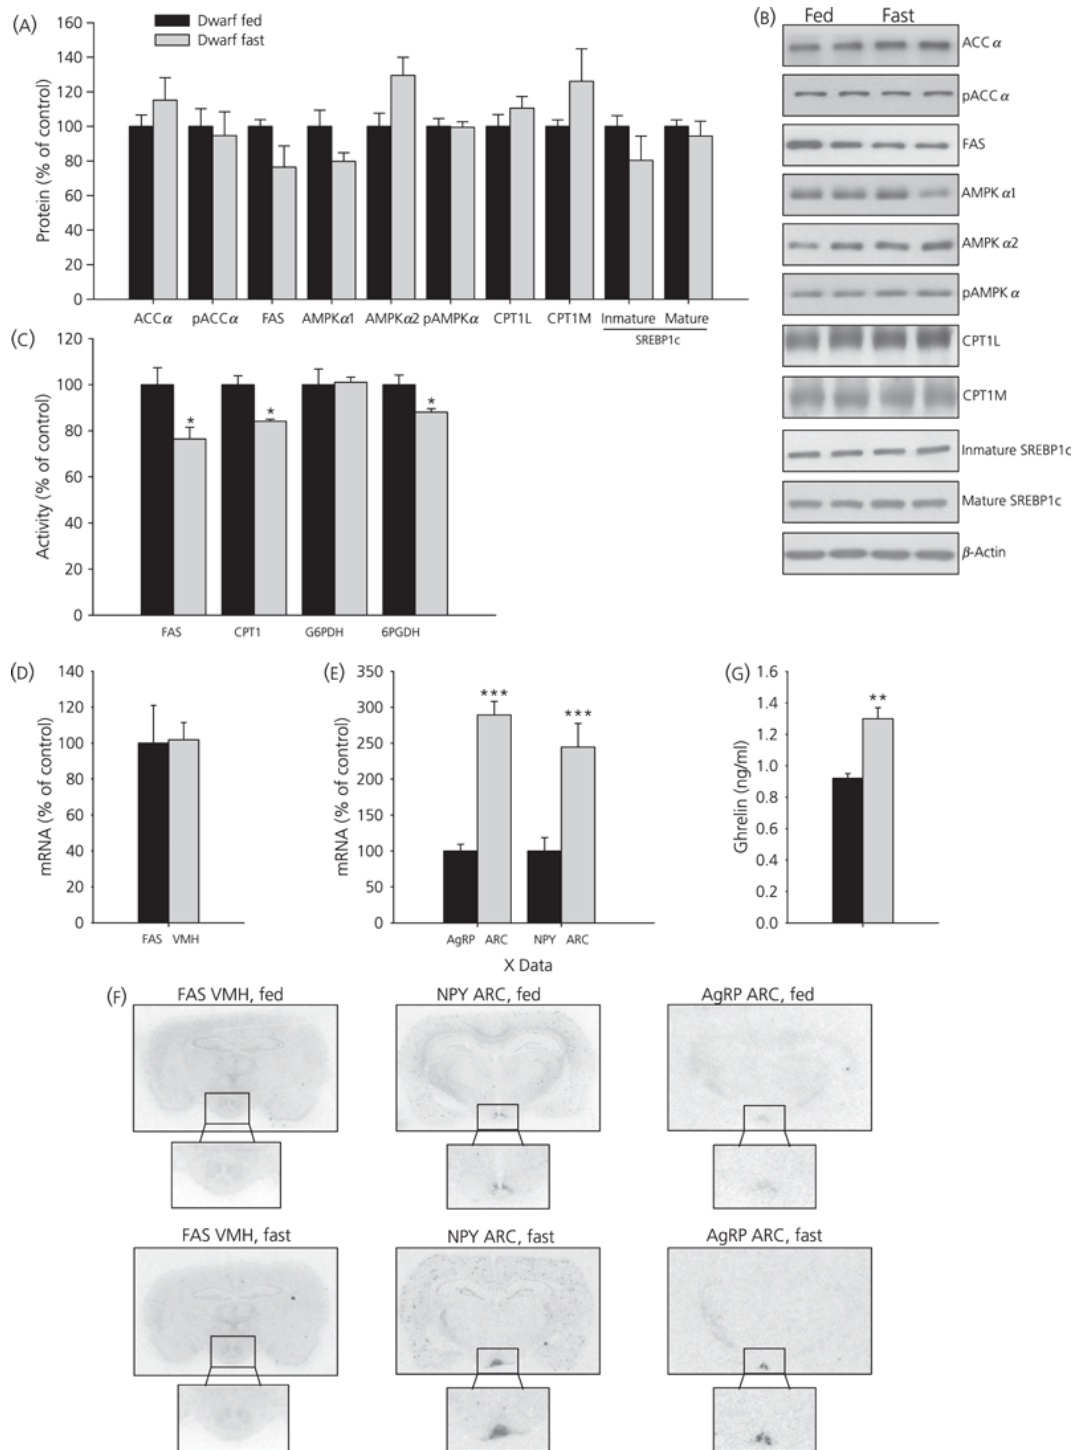 (A)
Dwarf fed
Dwarf fast
Protein (% of control)
160
140
120
100
80
60
40
20
0
ACCα pACCα FAS AMPKα1 AMPKα2 pAMPKα CPT1L CPT1M Inmature Mature
SREBP1c
(B)
Fed Fast
ACC α
pACC α
FAS
AMPK α1
AMPK α2
pAMPK α
CPT1L
CPT1M
Inmature SREBP1c
Mature SREBP1c
β-Actin
(C)
Activity (% of control)
120
100
80
60
40
20
0
* * *
FAS CPT1 G6PDH 6PGDH
(D)
mRNA (% of control)
140
120
100
80
60
40
20
0
FAS VMH
(E)
mRNA (% of control)
350
300
250
200
150
100
50
0
*** ***
AgRP ARC NPY ARC
X Data
(G)
Ghrelin (ng/ml)
1.6
1.4
1.2
1.0
0.8
0.6
0.4
0.2
0.0
**
(F)
FAS VMH, fed NPY ARC, fed AgRP ARC, fed
FAS VMH, fast NPY ARC, fast AgRP ARC, fast